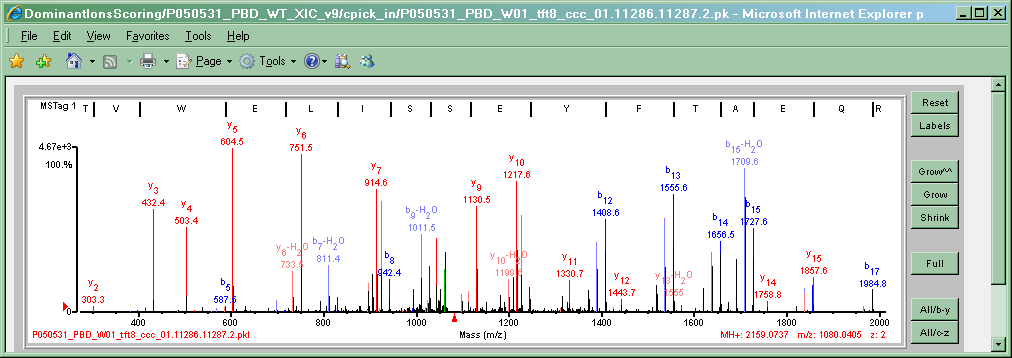 DominantIonsScoring/P050531_PBD_WT_XIC_v9/cpick_in/P050531_PBD_W01_tft8_ccc_01.11286.11287.2.pk - Microsoft Internet Explorer p
File Edit View Favorites Tools Help
Page Tools
MSTag 1 T V W E L I S S E Y F T A E Q R
Reset
Labels
Grow^^
Grow
Shrink
Full
All/b-y
All/c-z
4.67e+3
100.%
y2
303.3
y3
432.4
y4
503.4
b5
587.5
y5
604.5
y6-H2O
733.5
y6
751.5
b7-H2O
811.4
y7
914.6
b8
942.4
b9-H2O
1011.5
y9
1130.5
y10-H2O
1199.6
y10
1217.6
y11
1330.7
b12
1408.6
y12
1443.7
y13-H2O
1555
b13
1555.6
b14
1656.5
b15-H2O
1709.6
b15
1727.6
y14
1758.8
y15
1857.6
b17
1984.8
400 600 800 1000 1200 1400 1600 1800 2000
P050531_PBD_W01_tft8_ccc_01.11286.11287.2.pkl Mass (m/z) MH+: 2159.0737 m/z: 1080.0405 z: 2